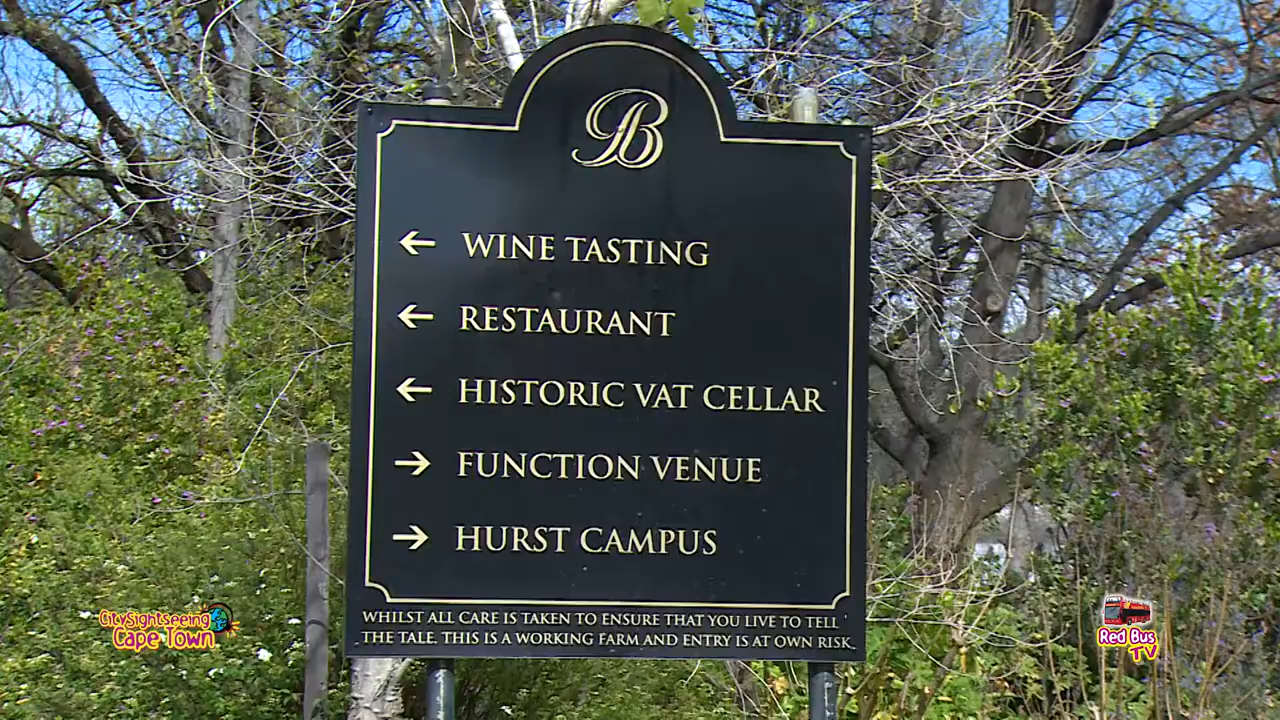 B
← WINE TASTING
← RESTAURANT
← HISTORIC VAT CELLAR
→ FUNCTION VENUE
→ HURST CAMPUS
WHILST ALL CARE IS TAKEN TO ENSURE THAT YOU LIVE TO TELL
THE TALE, THIS IS A WORKING FARM AND ENTRY IS AT OWN RISK.
CitySightseeing
Cape Town
Red Bus
TV